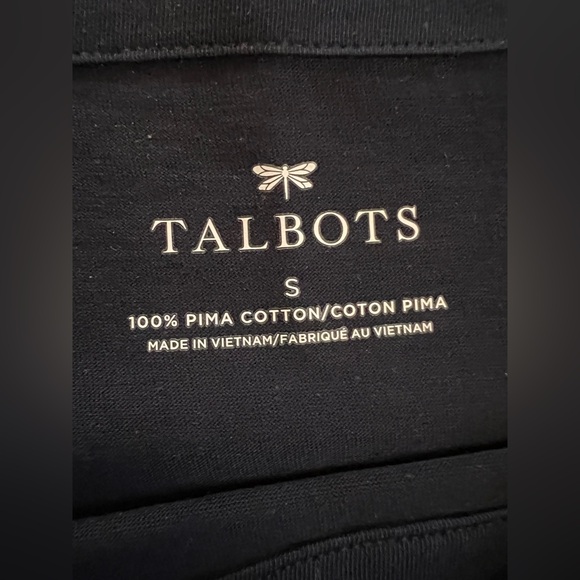 TALBOTS
S
100% PIMA COTTON/COTON PIMA
MADE IN VIETNAM/FABRIQUÉ AU VIETNAM